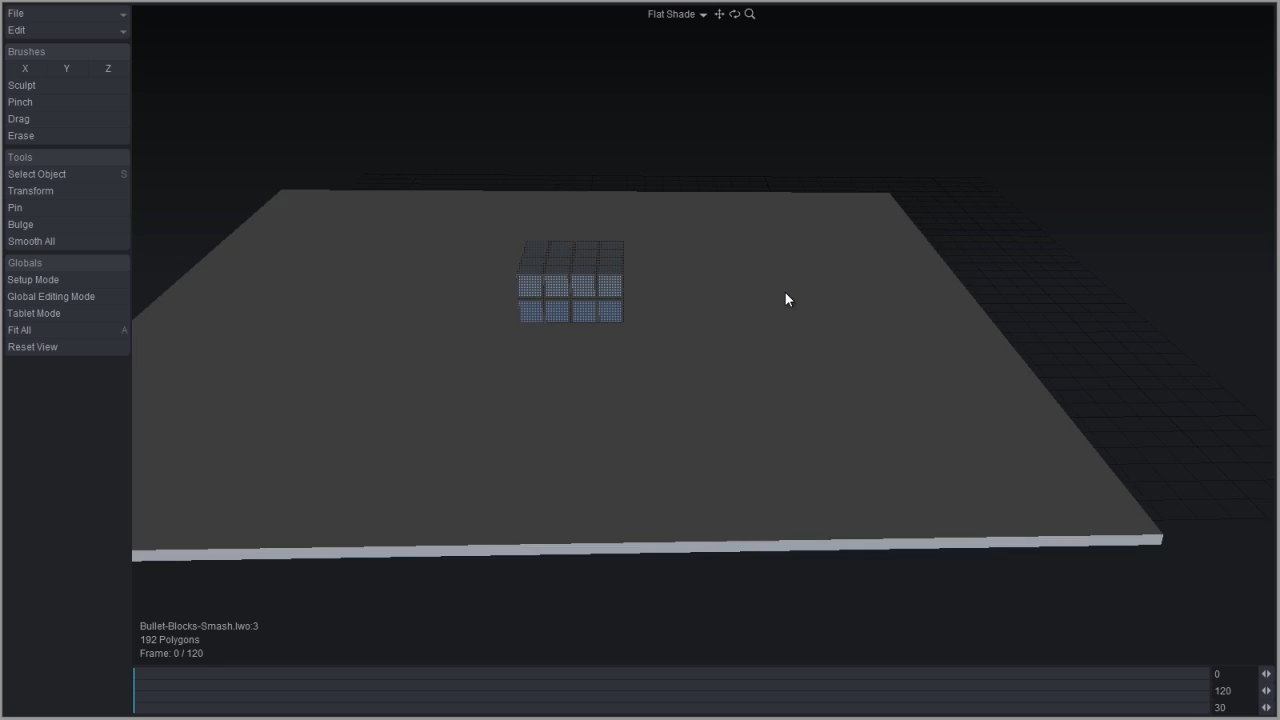 File
Flat Shade
Edit
Brushes
X Y Z
Sculpt
Pinch
Drag
Erase
Tools
Select Object S
Transform
Pin
Bulge
Smooth All
Globals
Setup Mode
Global Editing Mode
Tablet Mode
Fit All A
Reset View
Bullet-Blocks-Smash.lwo:3
192 Polygons
Frame: 0 / 120
0
120
30